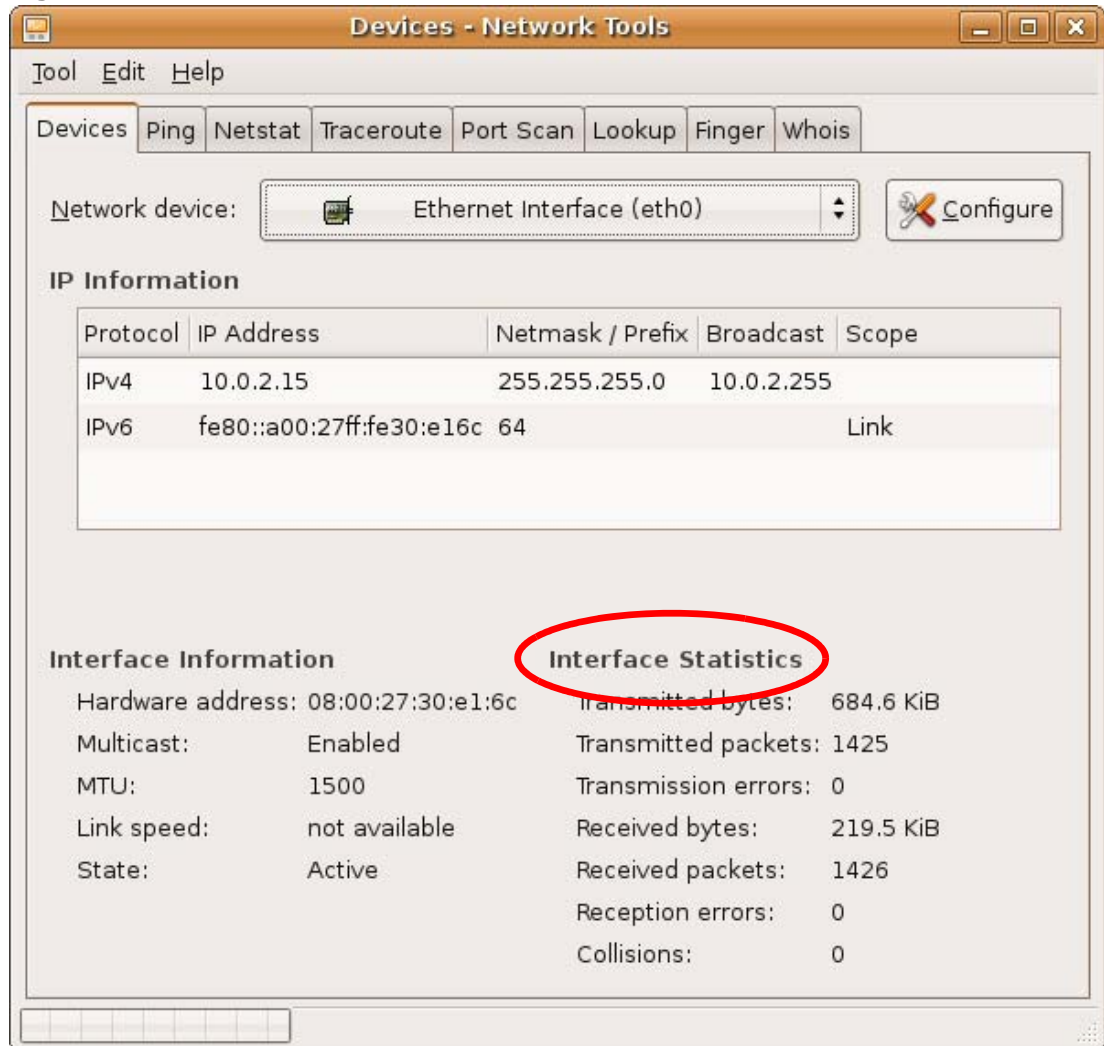 Devices - Network Tools
Tool Edit Help
Devices Ping Netstat Traceroute Port Scan Lookup Finger Whois
Network device: Ethernet Interface (eth0) Configure
IP Information
Protocol IP Address Netmask / Prefix Broadcast Scope
IPv4 10.0.2.15 255.255.255.0 10.0.2.255
IPv6 fe80::a00:27ff:fe30:e16c 64 Link
Interface Information
Hardware address: 08:00:27:30:e1:6c
Multicast: Enabled
MTU: 1500
Link speed: not available
State: Active
Interface Statistics
Transmitted bytes: 684.6 KiB
Transmitted packets: 1425
Transmission errors: 0
Received bytes: 219.5 KiB
Received packets: 1426
Reception errors: 0
Collisions: 0